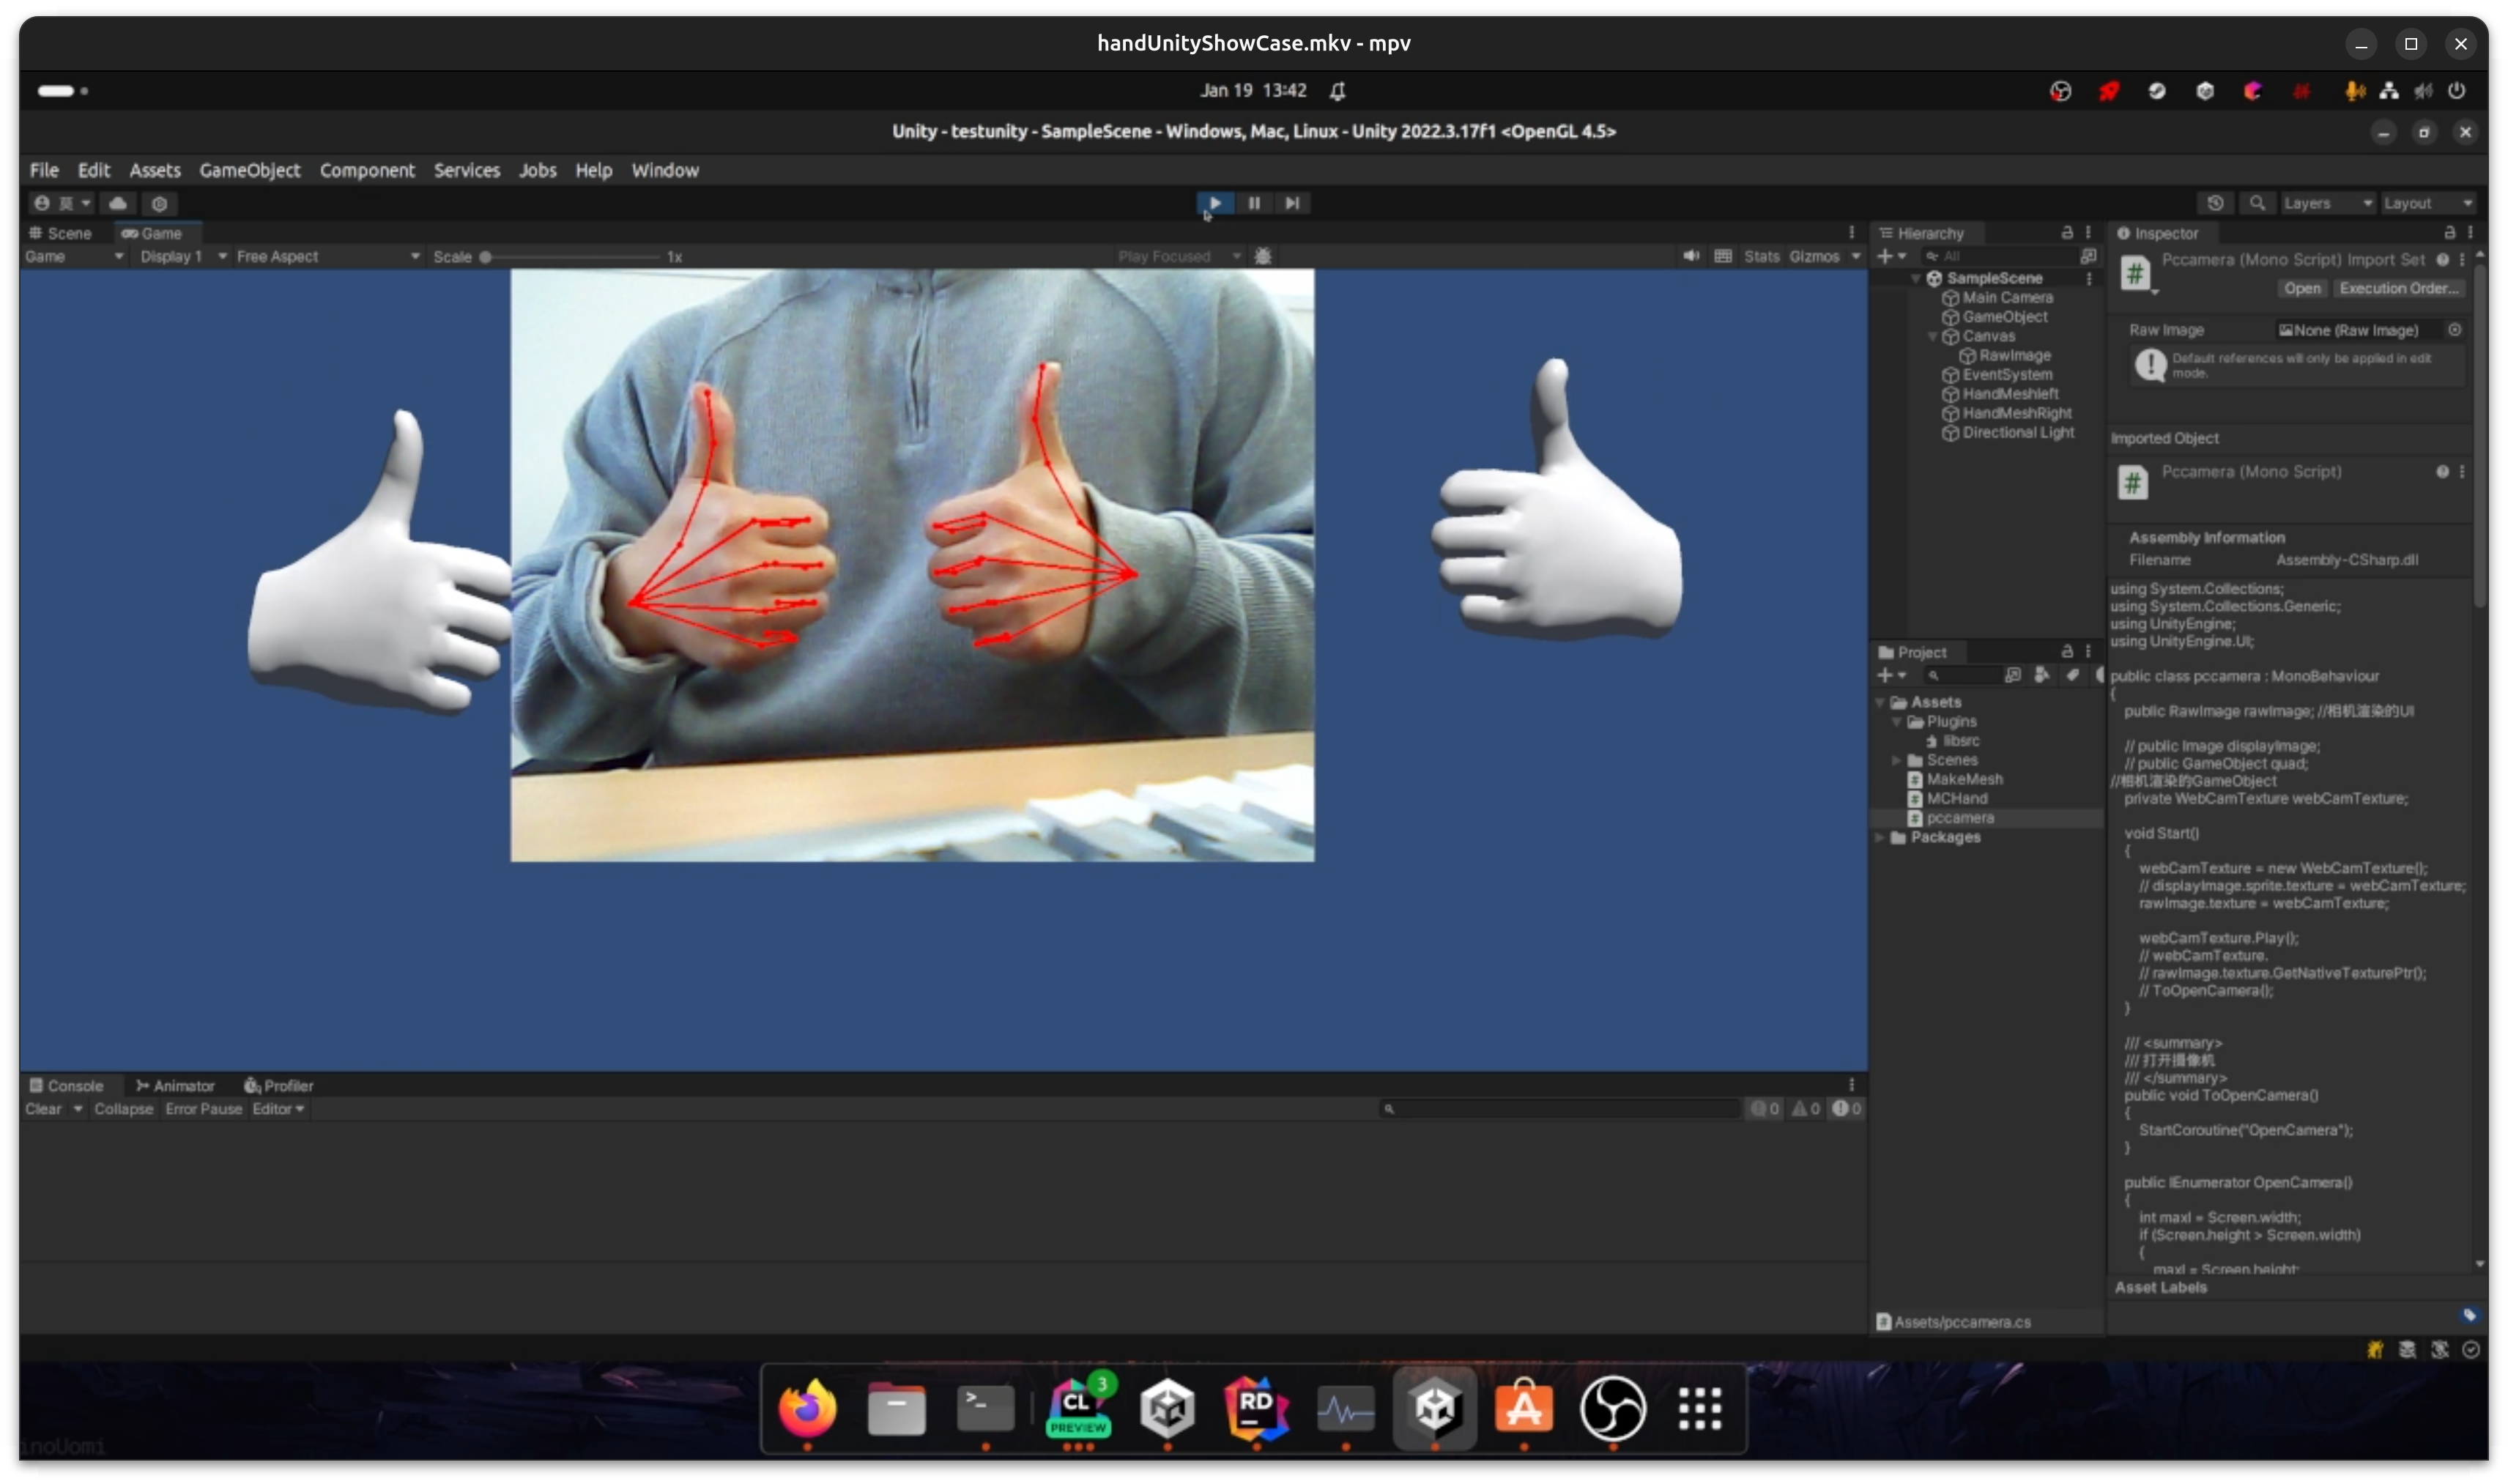 handUnityShowCase.mkv - mpv
Jan 19 13:42
Unity - testunity - SampleScene - Windows, Mac, Linux - Unity 2022.3.17f1 <OpenGL 4.5>
File Edit Assets GameObject Component Services Jobs Help Window
Layers Layout
Scene Game
Game Display 1 Free Aspect Scale 1x Play Focused Stats Gizmos
Hierarchy
All
SampleScene
Main Camera
GameObject
Canvas
RawImage
EventSystem
HandMeshleft
HandMeshRight
Directional Light
Project
Assets
Plugins
libsrc
Scenes
MakeMesh
MCHand
pccamera
Packages
Assets/pccamera.cs
Inspector
Pccamera (Mono Script) Import Set
Open Execution Order...
Raw Image None (Raw Image)
Default references will only be applied in edit
mode.
Imported Object
Pccamera (Mono Script)
Assembly Information
Filename Assembly-CSharp.dll
using System.Collections;
using System.Collections.Generic;
using UnityEngine;
using UnityEngine.UI;
public class pccamera : MonoBehaviour
{
public RawImage rawImage; //相机渲染的UI
// public Image displayImage;
// public GameObject quad;
//相机渲染的GameObject
private WebCamTexture webCamTexture;
void Start()
{
webCamTexture = new WebCamTexture();
// displayImage.sprite.texture = webCamTexture;
rawImage.texture = webCamTexture;
webCamTexture.Play();
// webCamTexture.
// rawImage.texture.GetNativeTexturePtr();
// ToOpenCamera();
}
/// <summary>
/// 打开摄像机
/// </summary>
public void ToOpenCamera()
{
StartCoroutine("OpenCamera");
}
public IEnumerator OpenCamera()
{
int maxl = Screen.width;
if (Screen.height > Screen.width)
{
maxl = Screen.height;
Asset Labels
Console Animator Profiler
Clear Collapse Error Pause Editor
0 0 0
CL
PREVIEW
3
RD
inoUomi